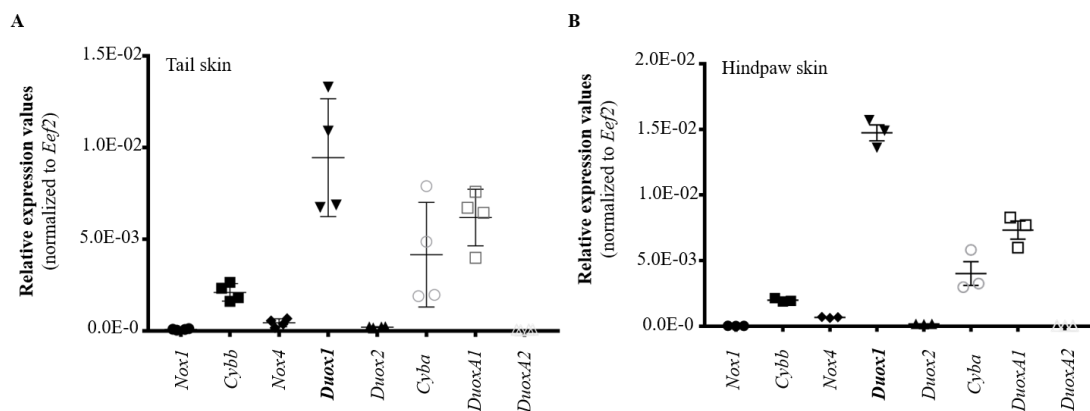 A
Tail skin
Relative expression values
(normalized to Eef2)
1.5E-02
1.0E-02
5.0E-03
0.0E-0
Nox1
Cybb
Nox4
Duox1
Duox2
Cyba
DuoxA1
DuoxA2
B
Hindpaw skin
Relative expression values
(normalized to Eef2)
2.0E-02
1.5E-02
1.0E-02
5.0E-03
0.0E-0
Nox1
Cybb
Nox4
Duox1
Duox2
Cyba
DuoxA1
DuoxA2